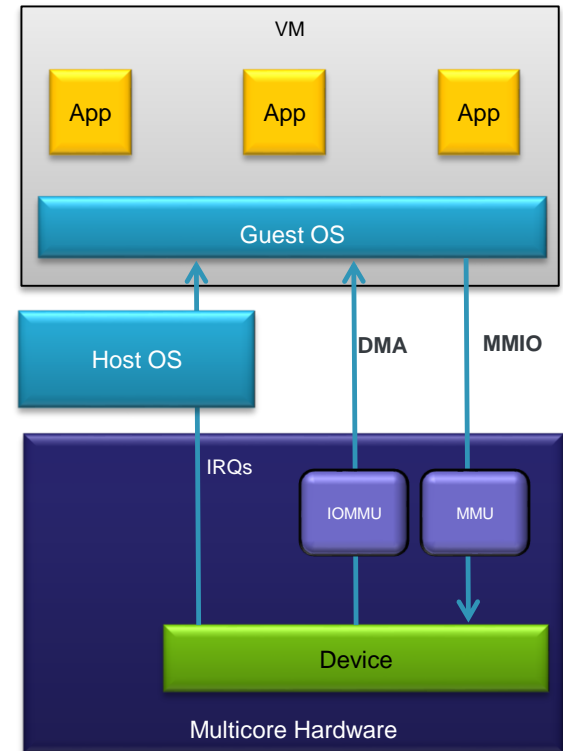 VM
App
App
App
Guest OS
Host OS
DMA
MMIO
IRQs
IOMMU
MMU
Device
Multicore Hardware